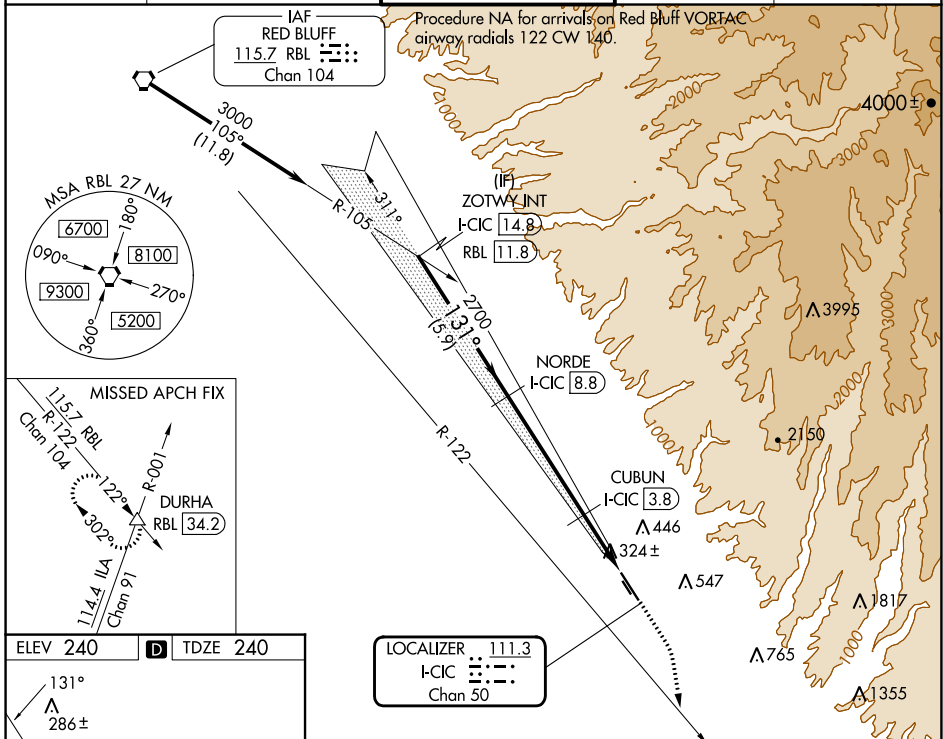 IAF
RED BLUFF
115.7 RBL
Chan 104
Procedure NA for arrivals on Red Bluff VORTAC
airway radials 122 CW 140.
4000±
2000
3000
3000
105°
(11.8)
R-105
311°
(IF)
ZOTWY INT
I-CIC 14.8
RBL 11.8
2700
131°
(5.9)
MSA RBL 27 NM
180°
6700
8100
090°
270°
9300
5200
360°
3995
3000
NORDE
I-CIC 8.8
1000
2000
2150
R-122
CUBUN
I-CIC 3.8
446
324±
547
1817
1000
765
1355
MISSED APCH FIX
115.7 RBL
R-122
Chan 104
122°
302°
R-001
DURHA
RBL 34.2
114.4 ILA
Chan 91
LOCALIZER 111.3
I-CIC
Chan 50
ELEV 240 D TDZE 240
131°
286±